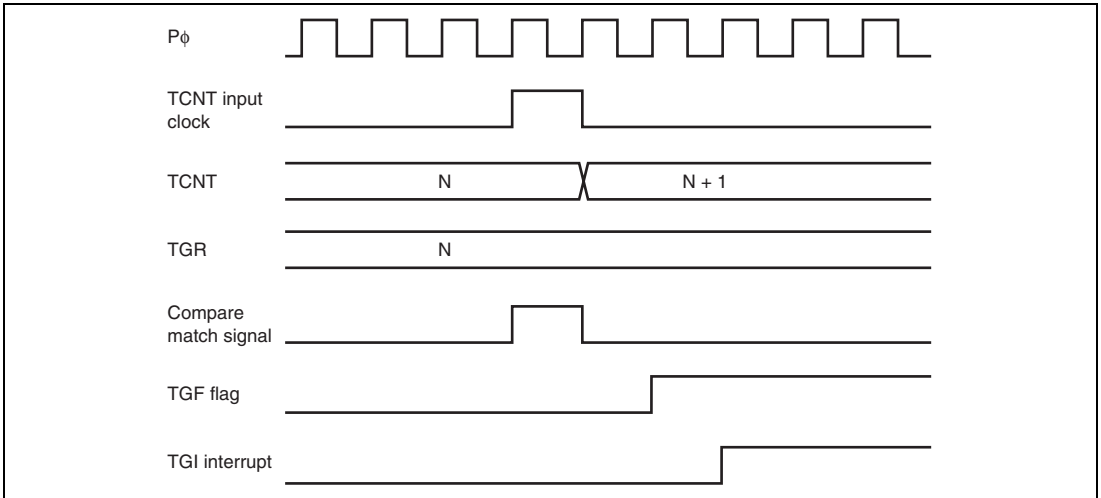 Pϕ
TCNT input
clock
TCNT
N
N + 1
TGR
N
Compare
match signal
TGF flag
TGI interrupt